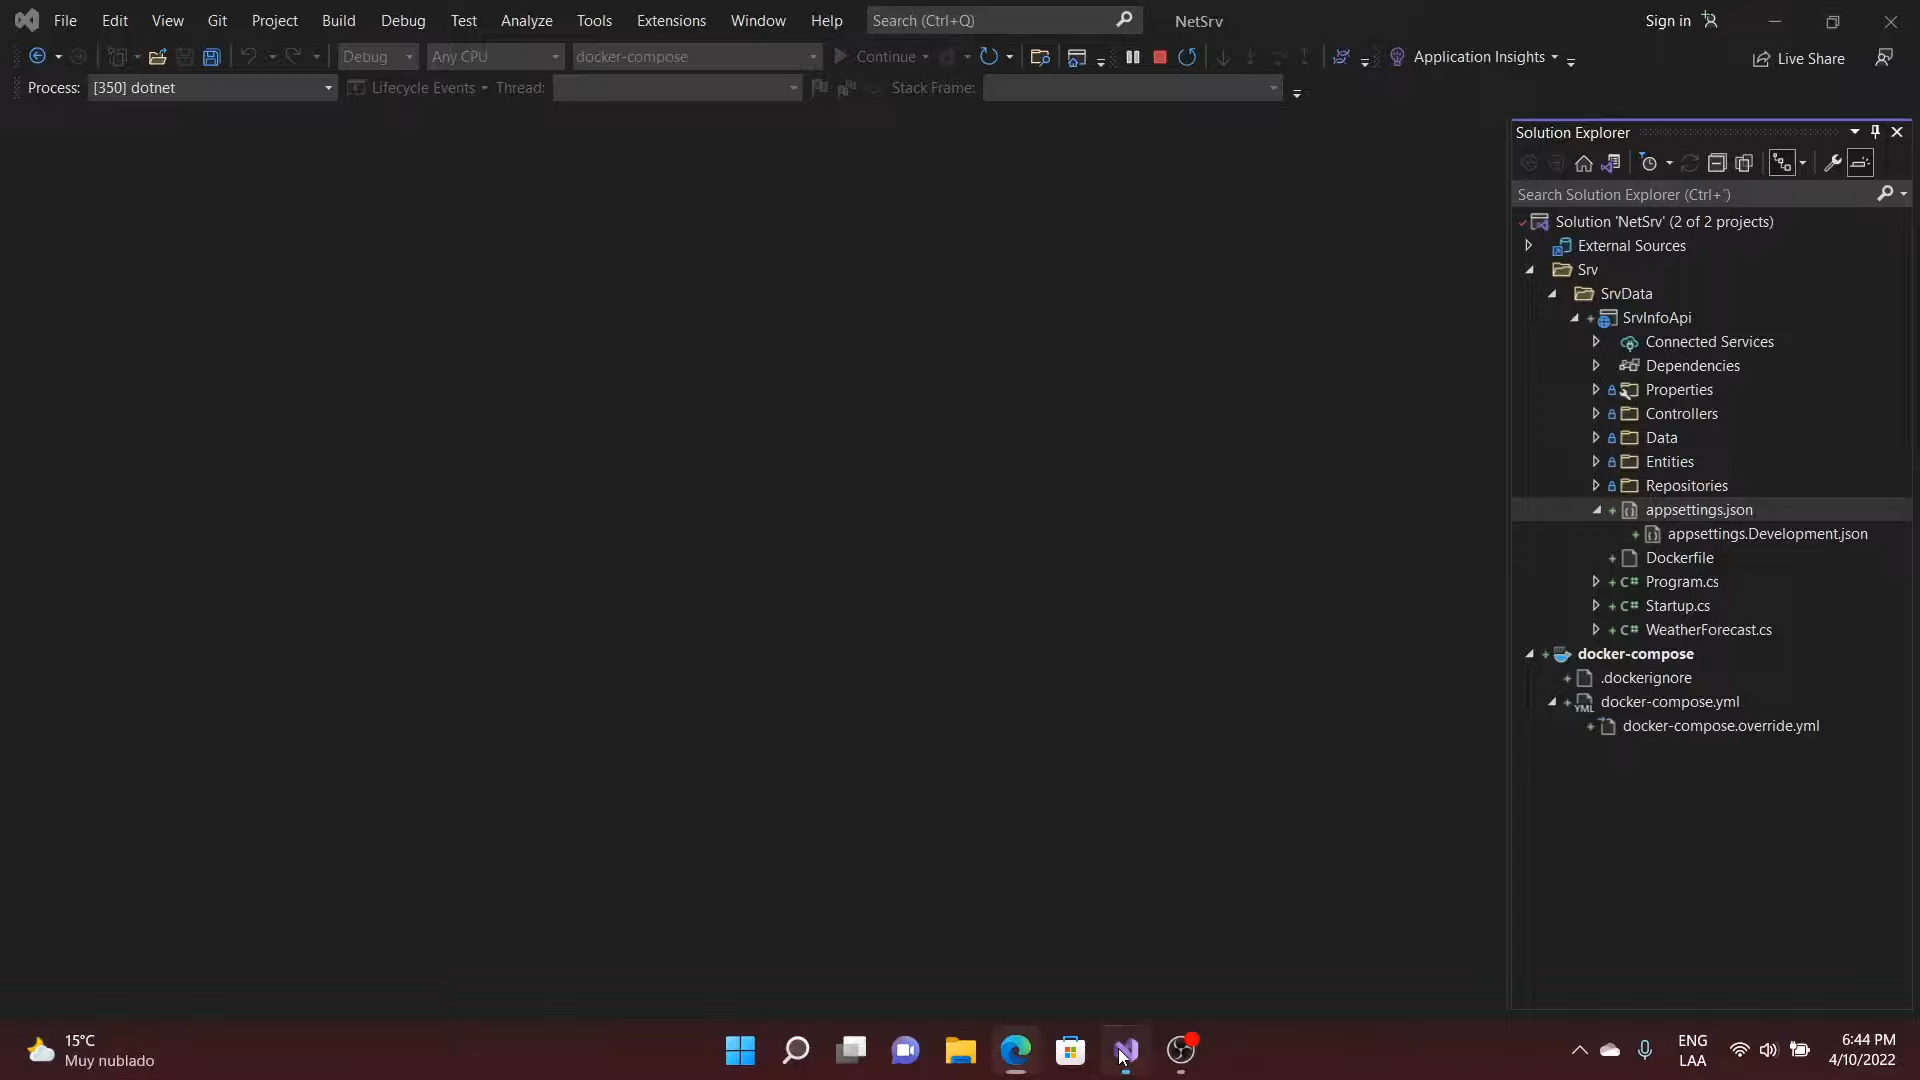 File Edit View Git Project Build Debug Test Analyze Tools Extensions Window Help Search (Ctrl+Q) NetSrv Sign in
Debug Any CPU docker-compose Continue Application Insights Live Share
Process: [350] dotnet Lifecycle Events Thread: Stack Frame:
Solution Explorer
Search Solution Explorer (Ctrl+´)
Solution 'NetSrv' (2 of 2 projects)
External Sources
Srv
SrvData
SrvInfoApi
Connected Services
Dependencies
Properties
Controllers
Data
Entities
Repositories
appsettings.json
appsettings.Development.json
Dockerfile
C# Program.cs
C# Startup.cs
C# WeatherForecast.cs
docker-compose
.dockerignore
YML docker-compose.yml
docker-compose.override.yml
15°C
Muy nublado
ENG
LAA
6:44 PM
4/10/2022